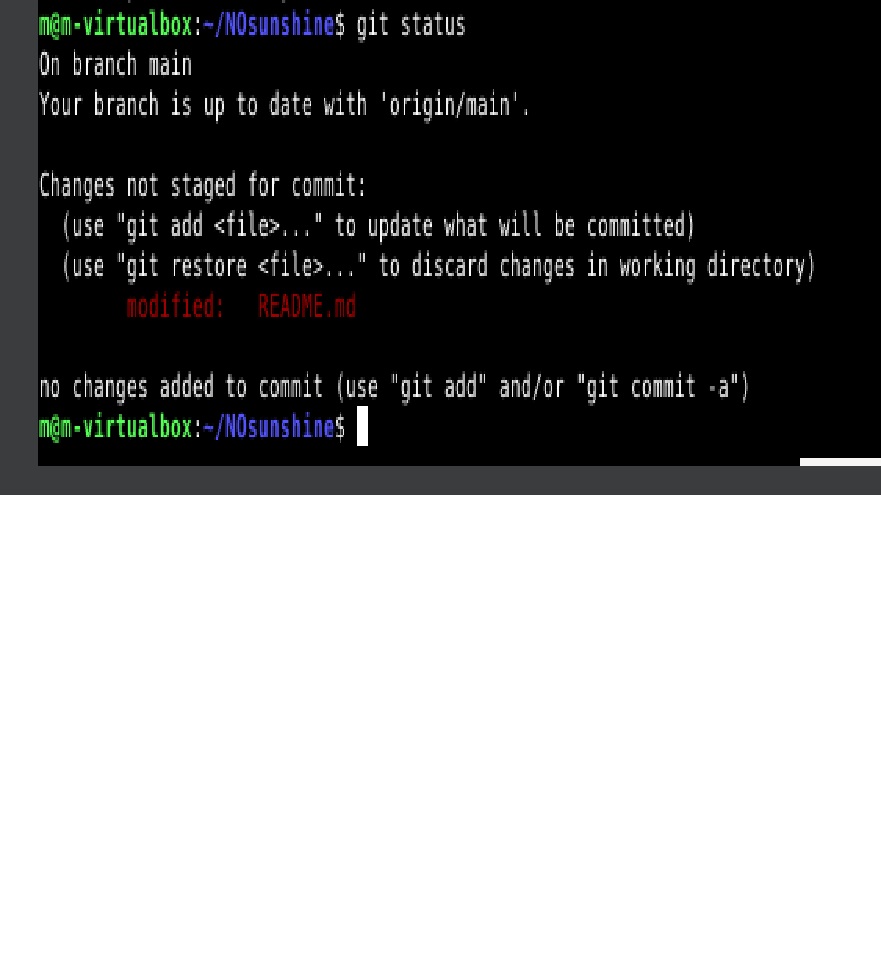 m@m-virtualbox:~/NOsunshine$ git status
On branch main
Your branch is up to date with 'origin/main'.
Changes not staged for commit:
  (use "git add <file>..." to update what will be committed)
  (use "git restore <file>..." to discard changes in working directory)
        modified:   README.md
no changes added to commit (use "git add" and/or "git commit -a")
m@m-virtualbox:~/NOsunshine$